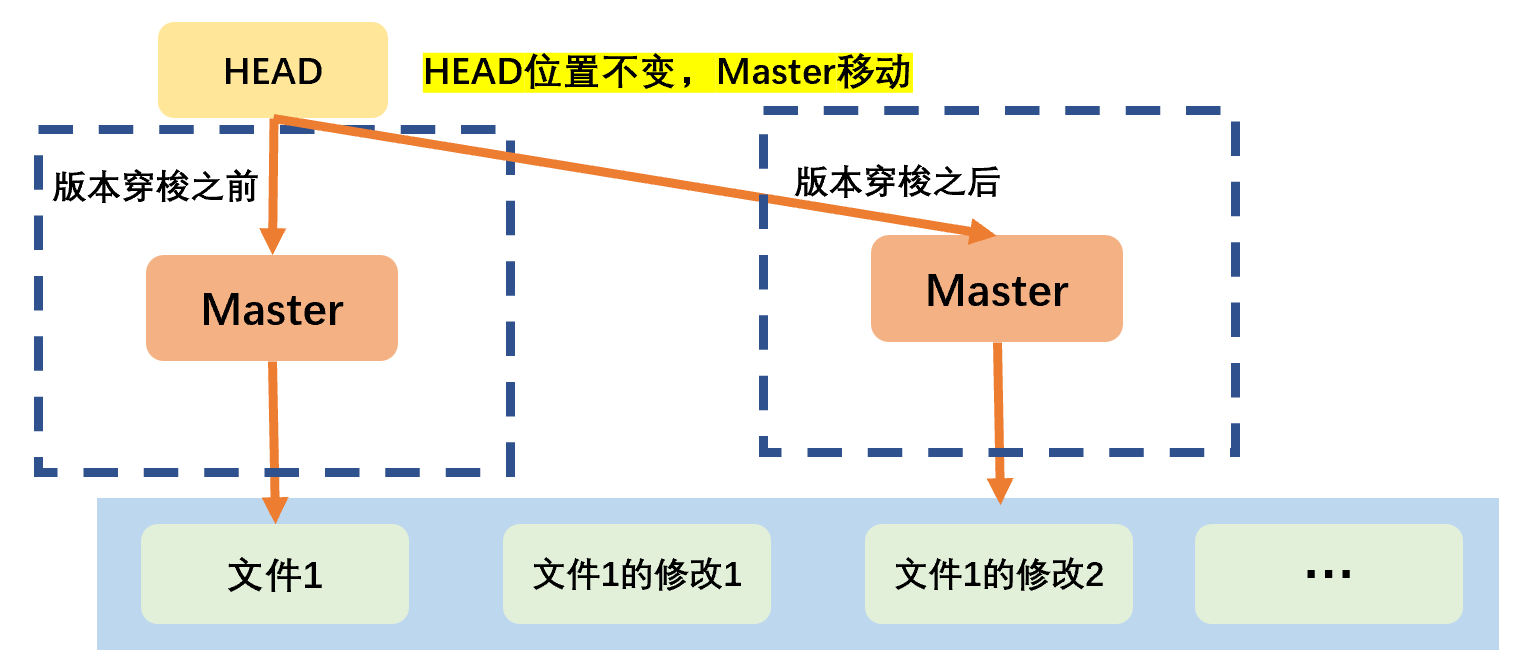 HEAD
HEAD位置不变，Master移动
版本穿梭之前
版本穿梭之后
Master
Master
文件1
文件1的修改1
文件1的修改2
...